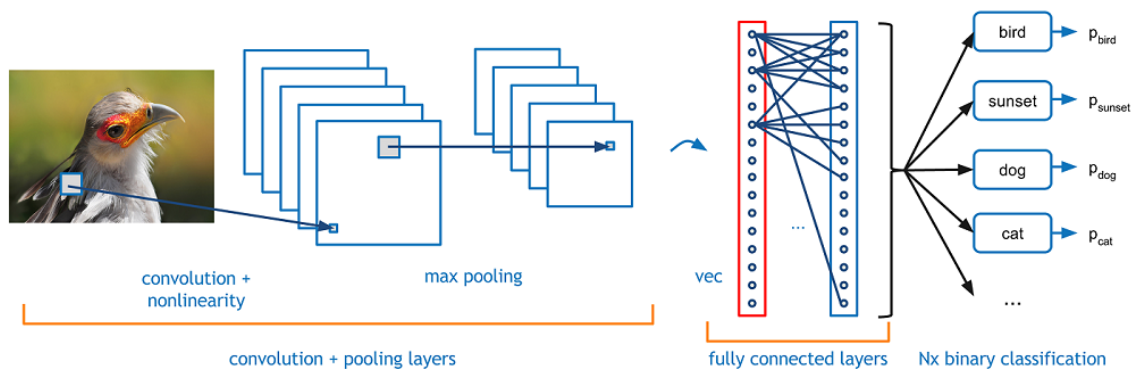 convolution +
nonlinearity
max pooling
vec
...
bird
p_bird
sunset
p_sunset
dog
p_dog
cat
p_cat
...
convolution + pooling layers
fully connected layers
Nx binary classification